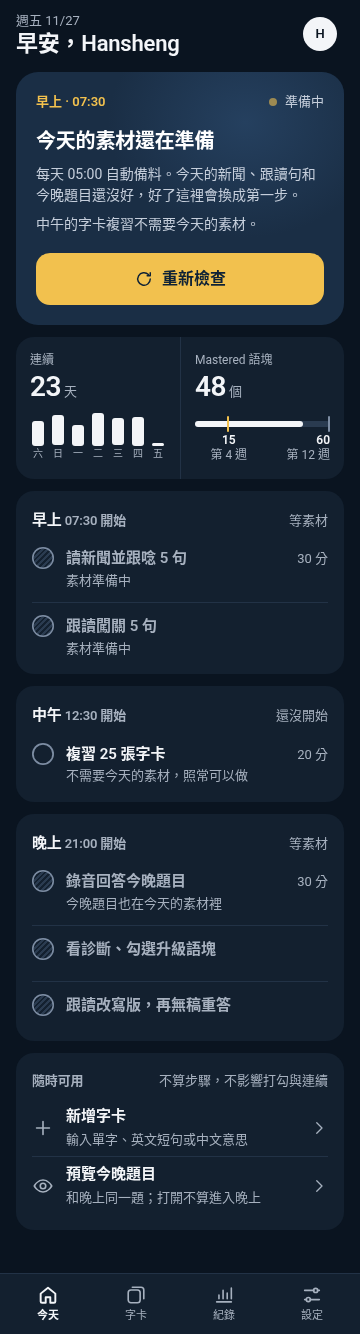 週五 11/27
早安，Hansheng
H
早上 · 07:30
準備中
今天的素材還在準備
每天 05:00 自動備料。今天的新聞、跟讀句和
今晚題目還沒好，好了這裡會換成第一步。
中午的字卡複習不需要今天的素材。
重新檢查
連續
23 天
六 日 一 二 三 四 五
Mastered 語塊
48 個
15 60
第 4 週 第 12 週
早上 07:30 開始
等素材
請新聞並跟唸 5 句
30 分
素材準備中
跟讀闖關 5 句
素材準備中
中午 12:30 開始
還沒開始
複習 25 張字卡
20 分
不需要今天的素材，照常可以做
晚上 21:00 開始
等素材
錄音回答今晚題目
30 分
今晚題目也在今天的素材裡
看診斷、勾選升級語塊
跟讀改寫版，再無稿重答
隨時可用
不算步驟，不影響打勾與連續
新增字卡
輸入單字、英文短句或中文意思
預覽今晚題目
和晚上同一題；打開不算進入晚上
今天 字卡 紀錄 設定